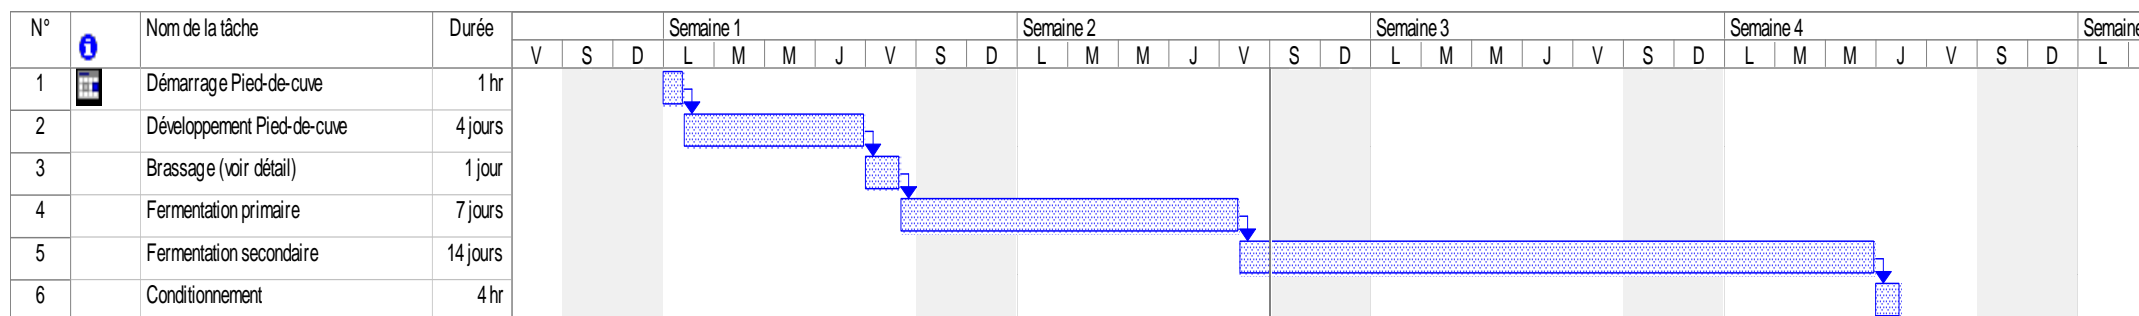 N° Nom de la tâche Durée Semaine 1 Semaine 2 Semaine 3 Semaine 4 Semaine
V S D L M M J V S D L M M J V S D L M M J V S D L M M J V S D L
1 Démarrage Pied-de-cuve 1 hr
2 Développement Pied-de-cuve 4 jours
3 Brassage (voir détail) 1 jour
4 Fermentation primaire 7 jours
5 Fermentation secondaire 14 jours
6 Conditionnement 4 hr